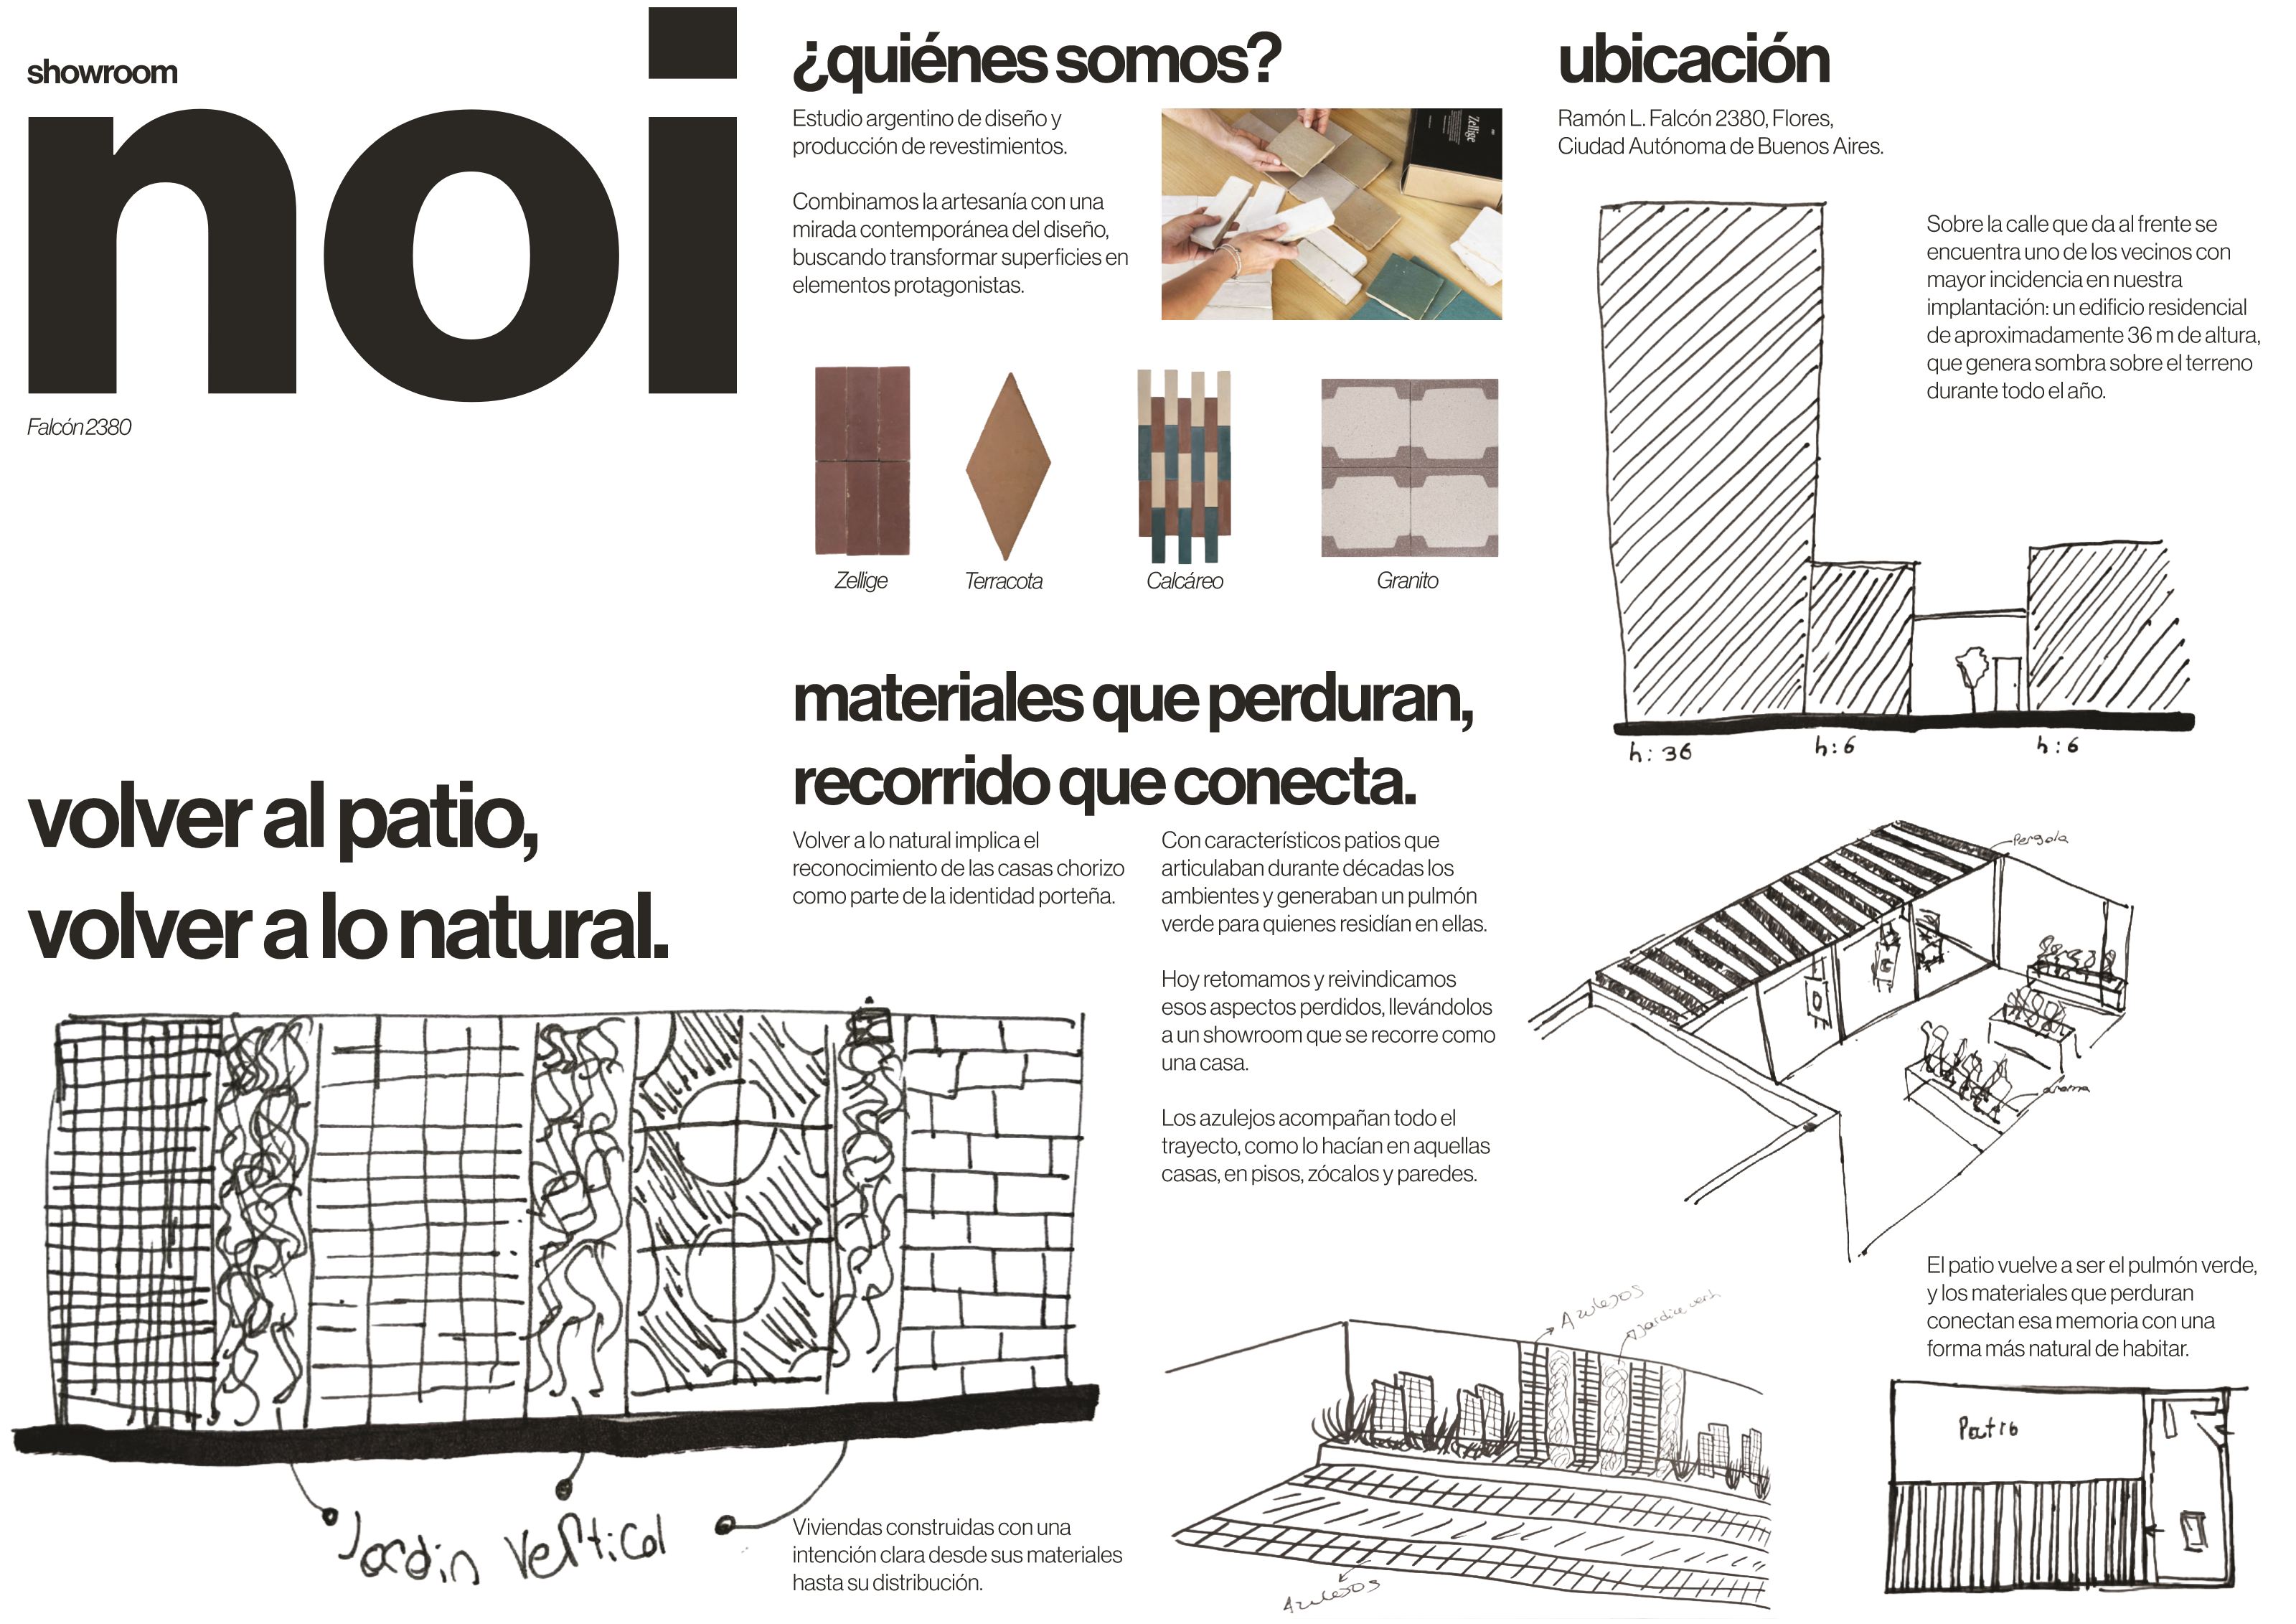 showroom
noi
Falcón 2380
volver al patio,
volver a lo natural.
Jardin Vertical
¿quiénes somos?
Estudio argentino de diseño y
producción de revestimientos.
Combinamos la artesanía con una
mirada contemporánea del diseño,
buscando transformar superficies en
elementos protagonistas.
Zellige
Zellige
Terracota
Calcáreo
Granito
materiales que perduran,
recorrido que conecta.
Volver a lo natural implica el
reconocimiento de las casas chorizo
como parte de la identidad porteña.
Viviendas construidas con una
intención clara desde sus materiales
hasta su distribución.
Con característicos patios que
articulaban durante décadas los
ambientes y generaban un pulmón
verde para quienes residían en ellas.
Hoy retomamos y reivindicamos
esos aspectos perdidos, llevándolos
a un showroom que se recorre como
una casa.
Los azulejos acompañan todo el
trayecto, como lo hacían en aquellas
casas, en pisos, zócalos y paredes.
Azulejos
Azulejos
ubicación
Ramón L. Falcón 2380, Flores,
Ciudad Autónoma de Buenos Aires.
Sobre la calle que da al frente se
encuentra uno de los vecinos con
mayor incidencia en nuestra
implantación: un edificio residencial
de aproximadamente 36 m de altura,
que genera sombra sobre el terreno
durante todo el año.
h: 36
h: 6
h: 6
Pergola
El patio vuelve a ser el pulmón verde,
y los materiales que perduran
conectan esa memoria con una
forma más natural de habitar.
Patio